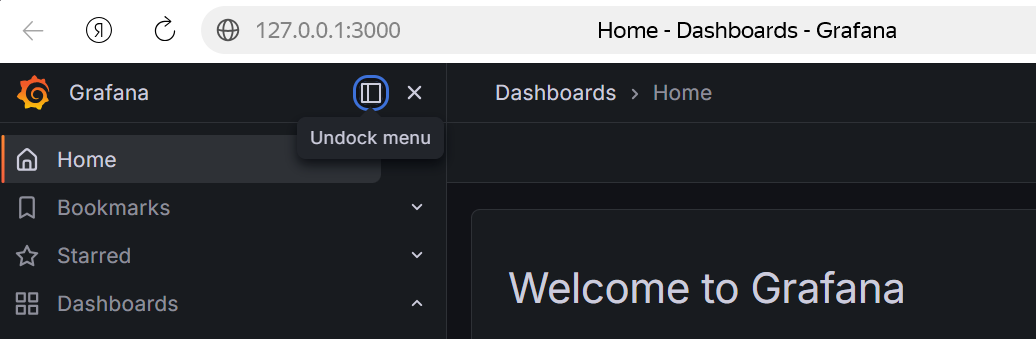 Я 127.0.0.1:3000 Home - Dashboards - Grafana
Grafana
Dashboards › Home
Undock menu
Home
Bookmarks
Starred
Dashboards
Welcome to Grafana